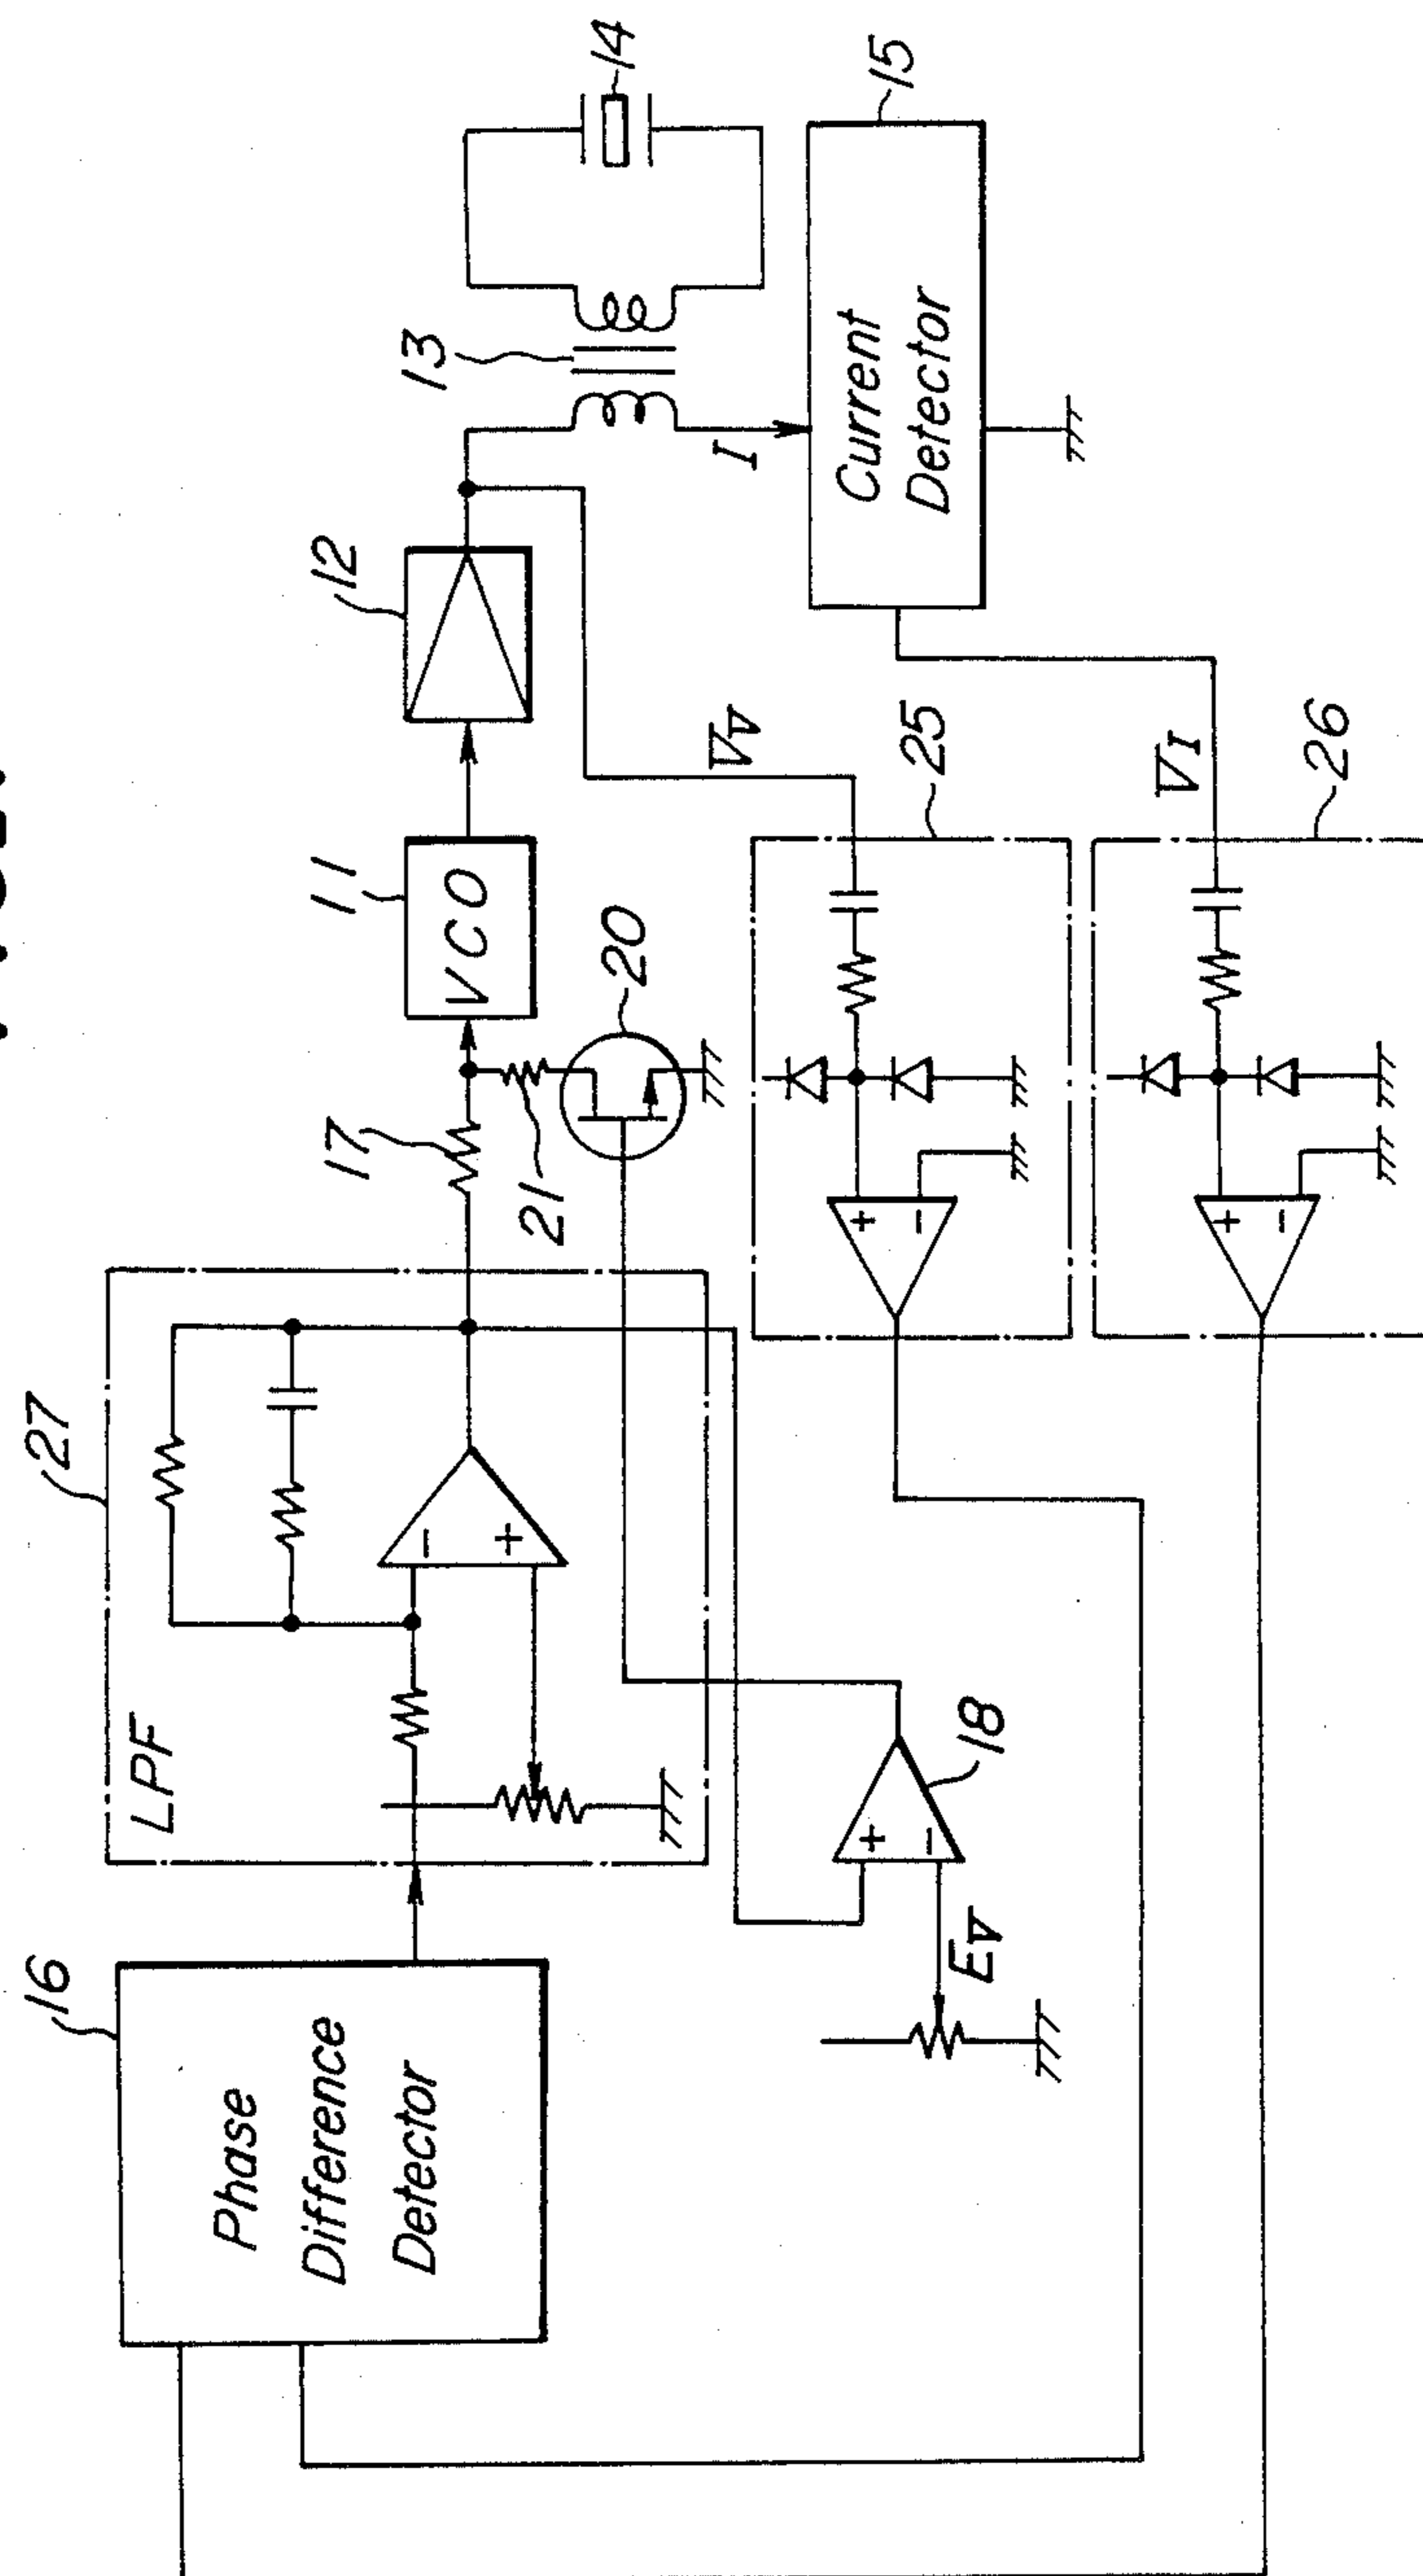 16
Phase
Difference
Detector
27
LPF
-
+
17
11
VCO
12
13
14
21
20
+
-
18
EV
VV
I
15
Current
Detector
25
+
-
VI
26
+
-